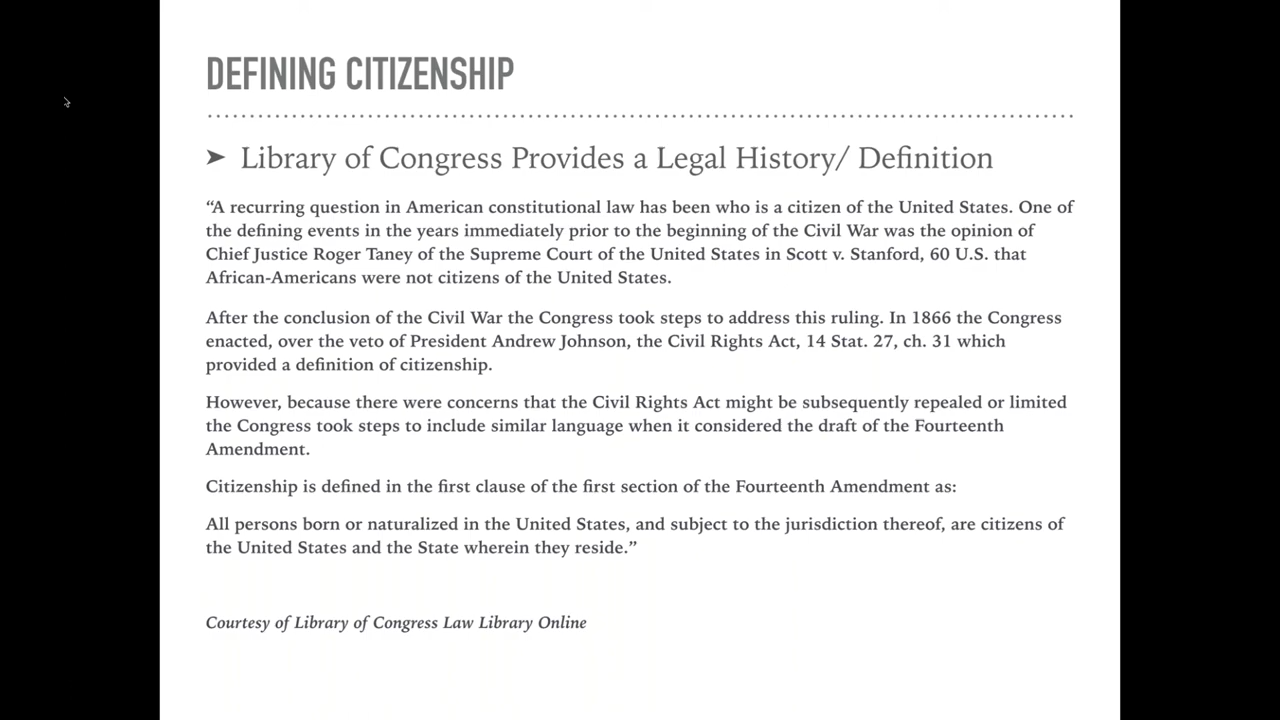 DEFINING CITIZENSHIP
➤ Library of Congress Provides a Legal History/ Definition
“A recurring question in American constitutional law has been who is a citizen of the United States. One of
the defining events in the years immediately prior to the beginning of the Civil War was the opinion of
Chief Justice Roger Taney of the Supreme Court of the United States in Scott v. Stanford, 60 U.S. that
African-Americans were not citizens of the United States.
After the conclusion of the Civil War the Congress took steps to address this ruling. In 1866 the Congress
enacted, over the veto of President Andrew Johnson, the Civil Rights Act, 14 Stat. 27, ch. 31 which
provided a definition of citizenship.
However, because there were concerns that the Civil Rights Act might be subsequently repealed or limited
the Congress took steps to include similar language when it considered the draft of the Fourteenth
Amendment.
Citizenship is defined in the first clause of the first section of the Fourteenth Amendment as:
All persons born or naturalized in the United States, and subject to the jurisdiction thereof, are citizens of
the United States and the State wherein they reside.”
Courtesy of Library of Congress Law Library Online